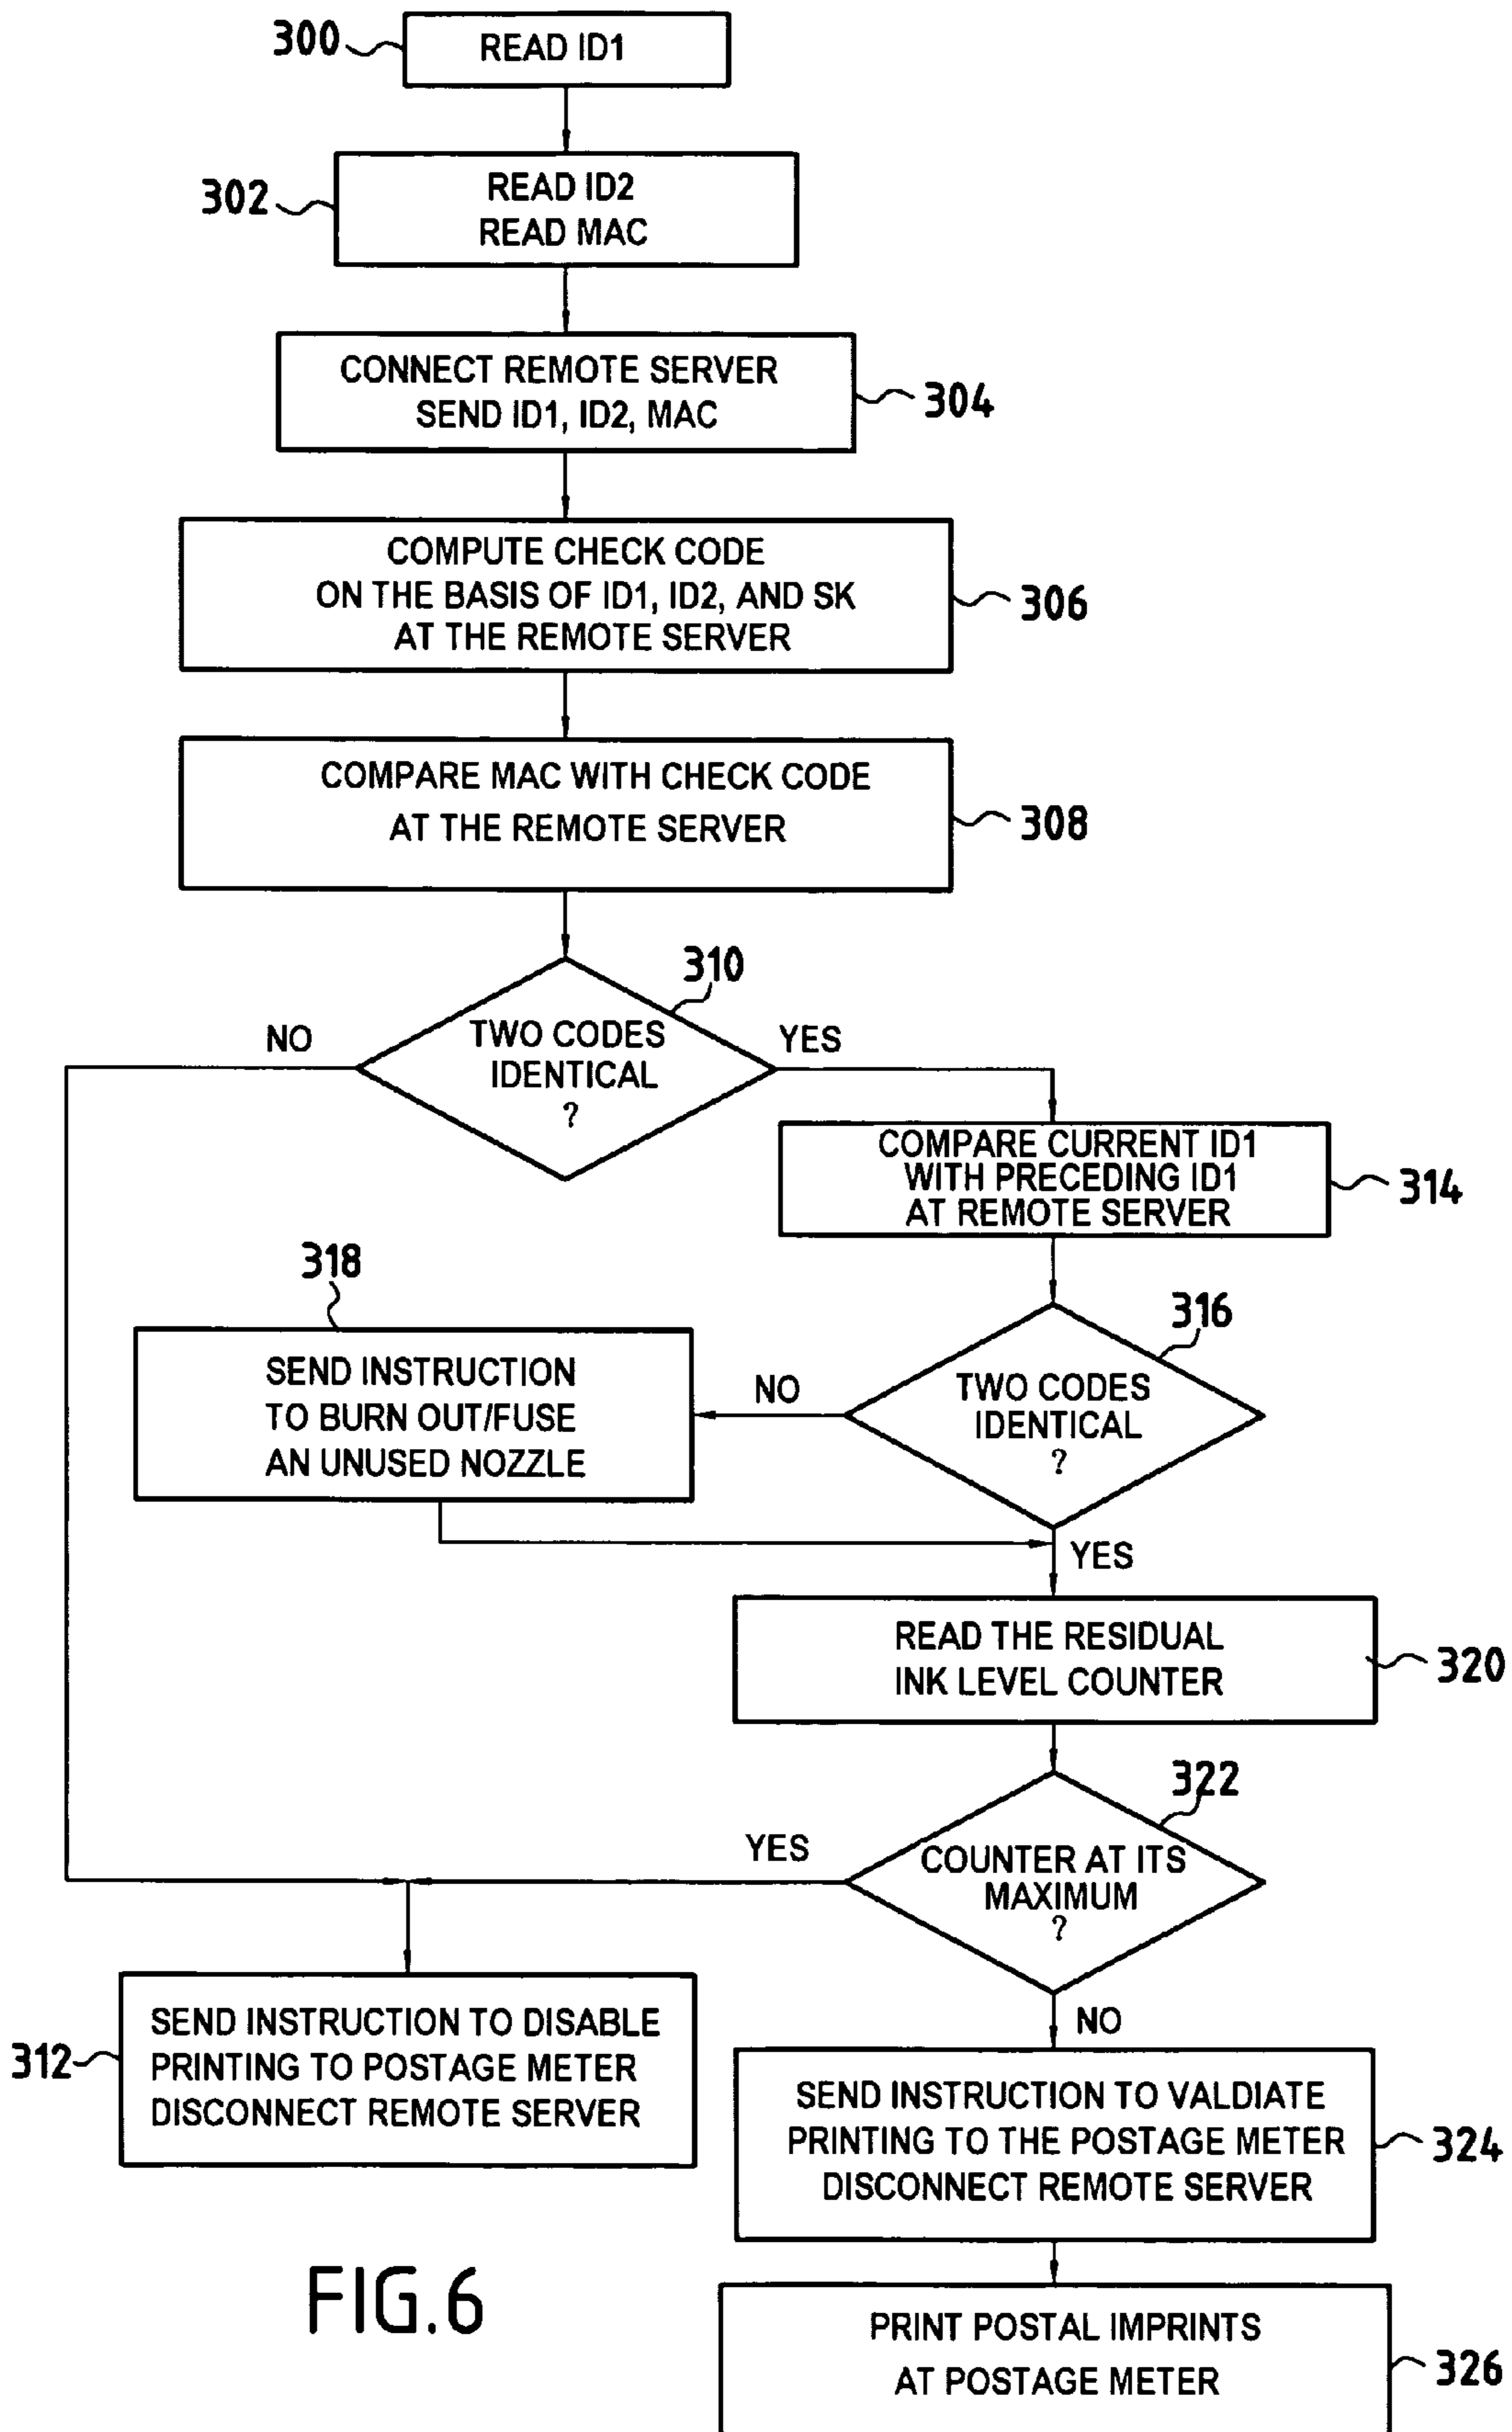 300
READ ID1
302
READ ID2
READ MAC
CONNECT REMOTE SERVER
SEND ID1, ID2, MAC
304
COMPUTE CHECK CODE
ON THE BASIS OF ID1, ID2, AND SK
AT THE REMOTE SERVER
306
COMPARE MAC WITH CHECK CODE
AT THE REMOTE SERVER
308
310
NO
TWO CODES
IDENTICAL
?
YES
COMPARE CURRENT ID1
WITH PRECEDING ID1
AT REMOTE SERVER
314
318
SEND INSTRUCTION
TO BURN OUT/FUSE
AN UNUSED NOZZLE
NO
316
TWO CODES
IDENTICAL
?
YES
READ THE RESIDUAL
INK LEVEL COUNTER
320
322
YES
COUNTER AT ITS
MAXIMUM
?
NO
312
SEND INSTRUCTION TO DISABLE
PRINTING TO POSTAGE METER
DISCONNECT REMOTE SERVER
SEND INSTRUCTION TO VALDIATE
PRINTING TO THE POSTAGE METER
DISCONNECT REMOTE SERVER
324
PRINT POSTAL IMPRINTS
AT POSTAGE METER
326
FIG.6